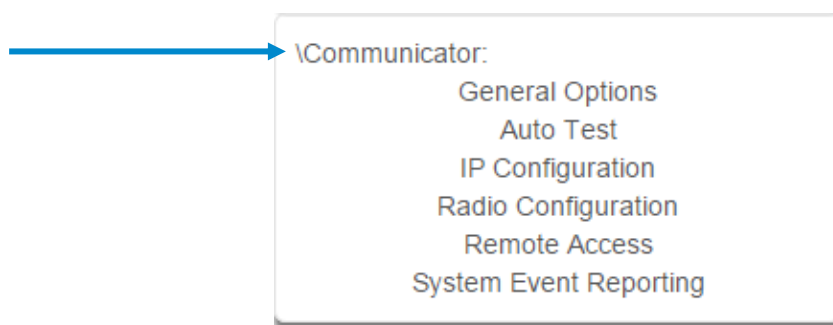 \Communicator:
General Options
Auto Test
IP Configuration
Radio Configuration
Remote Access
System Event Reporting